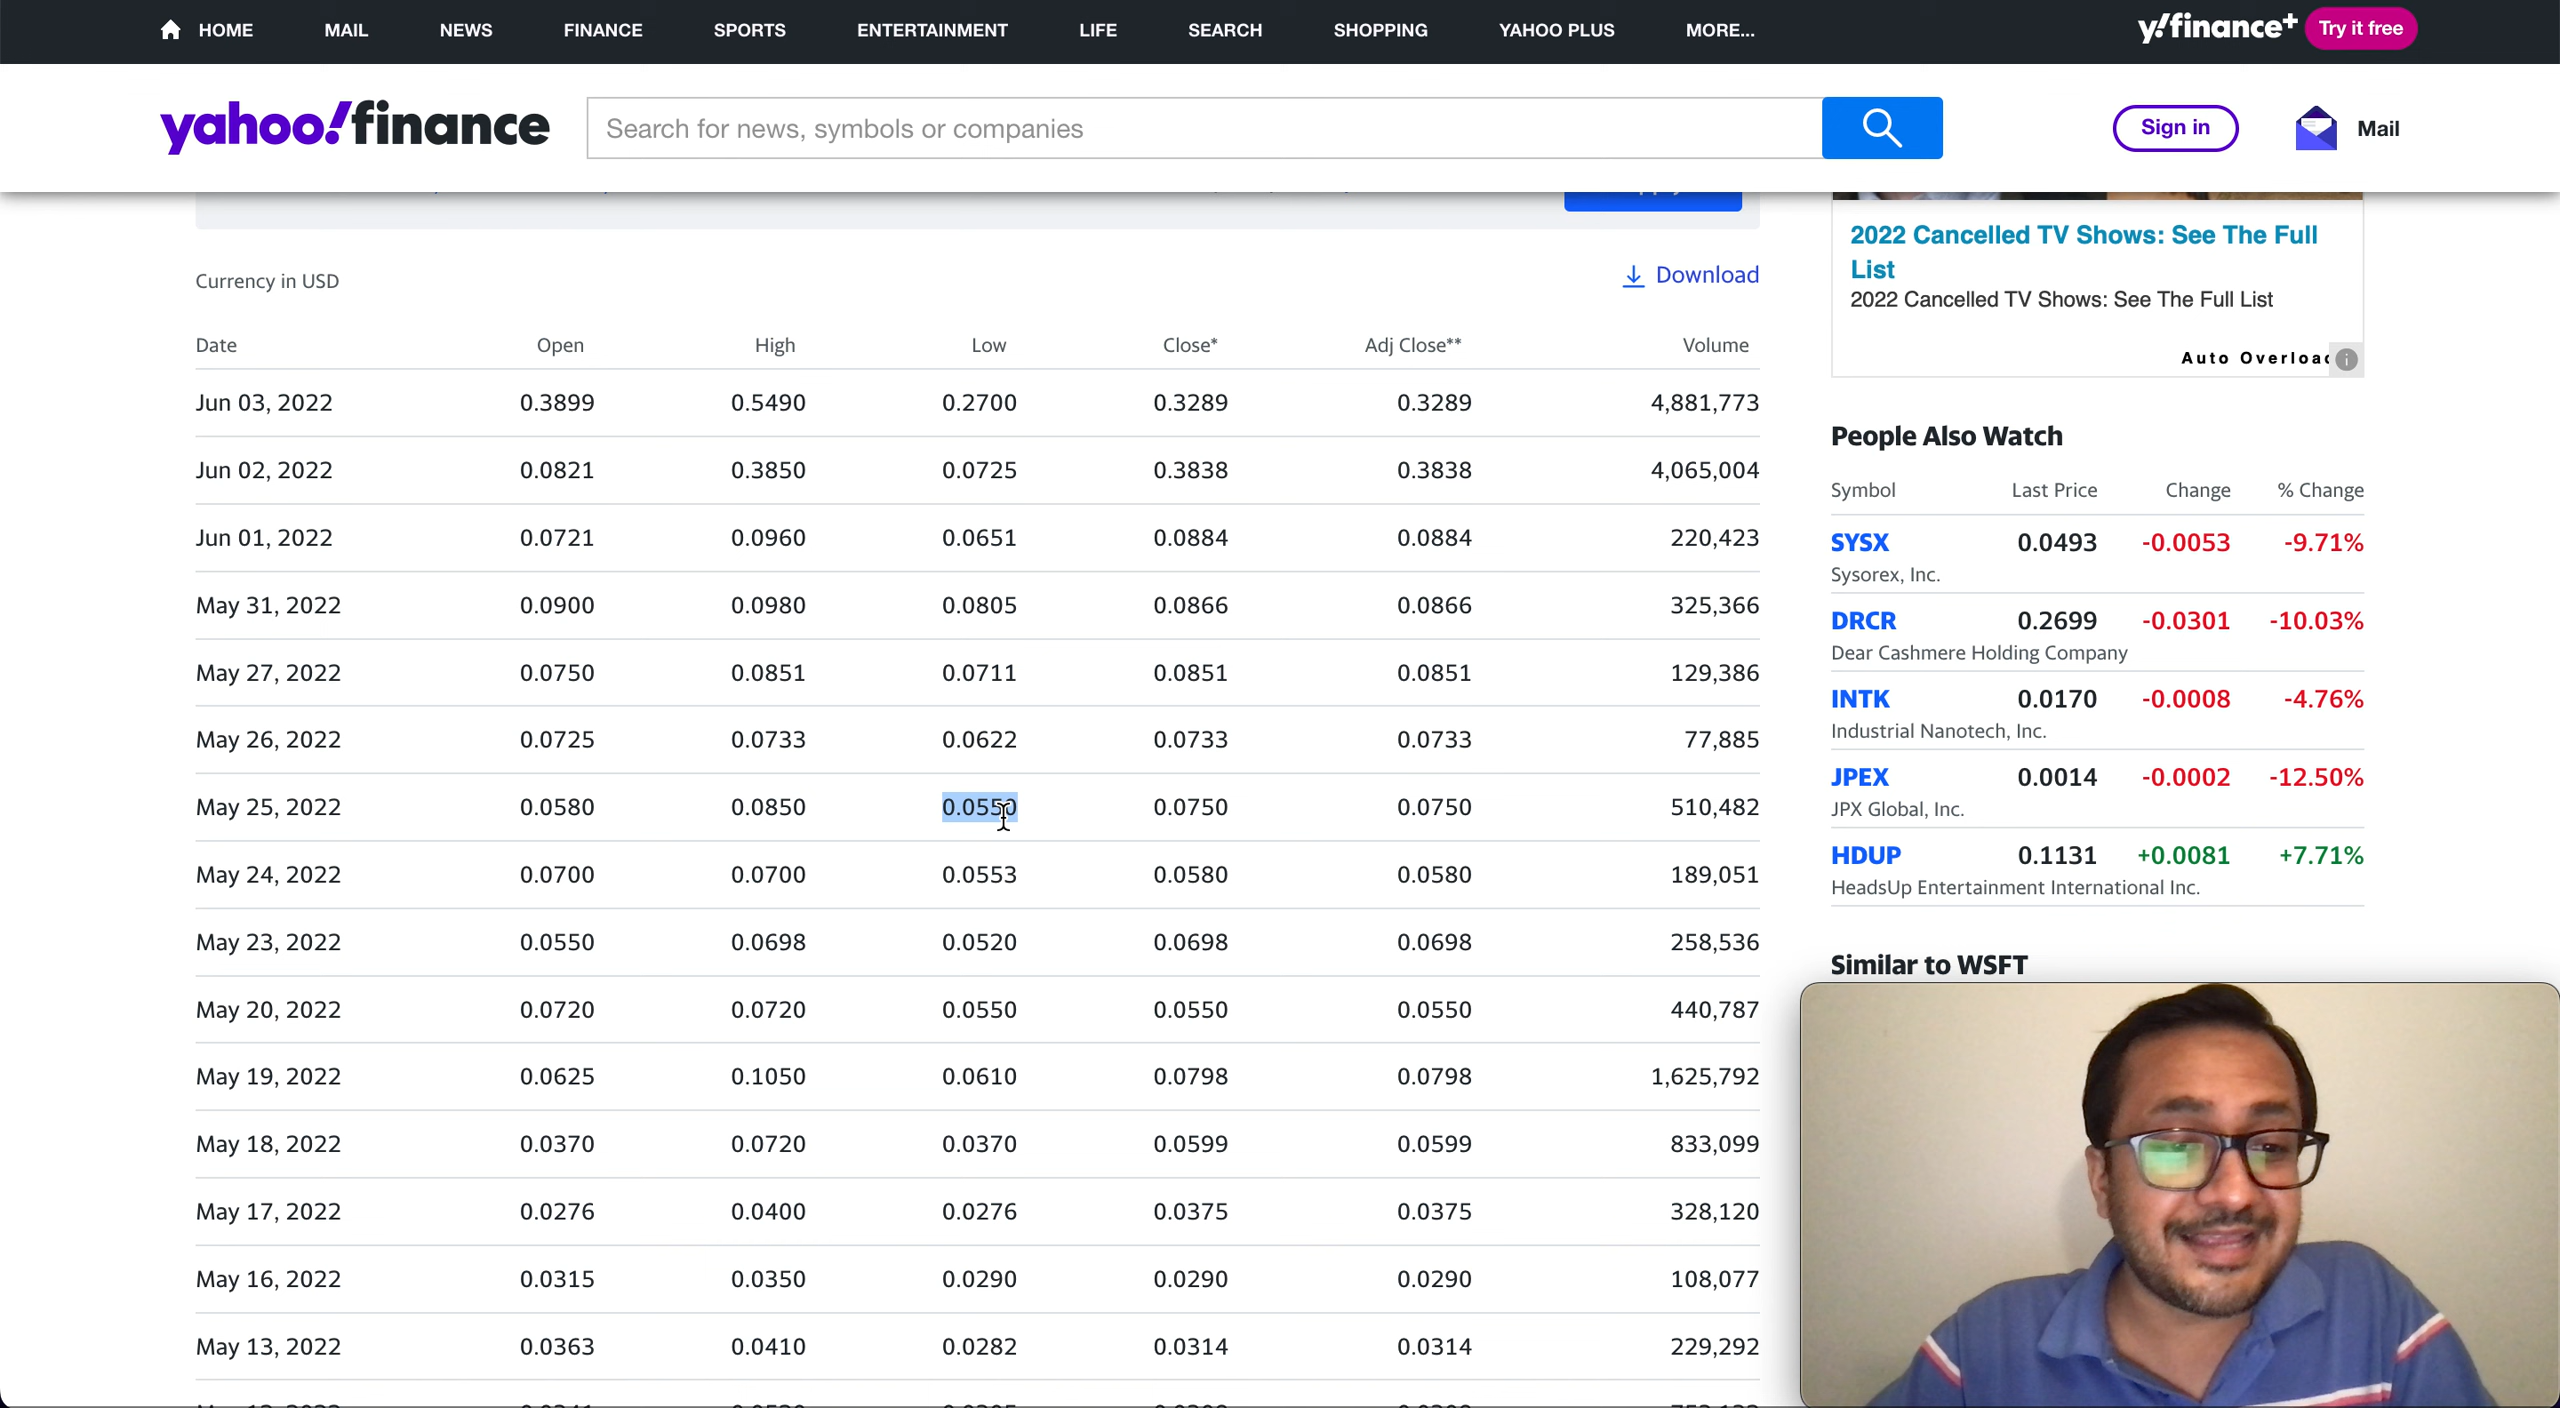 HOME MAIL NEWS FINANCE SPORTS ENTERTAINMENT LIFE SEARCH SHOPPING YAHOO PLUS MORE... y!finance+ Try it free
yahoo!finance Search for news, symbols or companies Sign in Mail
Currency in USD Download
Date Open High Low Close* Adj Close** Volume
Jun 03, 2022 0.3899 0.5490 0.2700 0.3289 0.3289 4,881,773
Jun 02, 2022 0.0821 0.3850 0.0725 0.3838 0.3838 4,065,004
Jun 01, 2022 0.0721 0.0960 0.0651 0.0884 0.0884 220,423
May 31, 2022 0.0900 0.0980 0.0805 0.0866 0.0866 325,366
May 27, 2022 0.0750 0.0851 0.0711 0.0851 0.0851 129,386
May 26, 2022 0.0725 0.0733 0.0622 0.0733 0.0733 77,885
May 25, 2022 0.0580 0.0850 0.0550 0.0750 0.0750 510,482
May 24, 2022 0.0700 0.0700 0.0553 0.0580 0.0580 189,051
May 23, 2022 0.0550 0.0698 0.0520 0.0698 0.0698 258,536
May 20, 2022 0.0720 0.0720 0.0550 0.0550 0.0550 440,787
May 19, 2022 0.0625 0.1050 0.0610 0.0798 0.0798 1,625,792
May 18, 2022 0.0370 0.0720 0.0370 0.0599 0.0599 833,099
May 17, 2022 0.0276 0.0400 0.0276 0.0375 0.0375 328,120
May 16, 2022 0.0315 0.0350 0.0290 0.0290 0.0290 108,077
May 13, 2022 0.0363 0.0410 0.0282 0.0314 0.0314 229,292
2022 Cancelled TV Shows: See The Full
List
2022 Cancelled TV Shows: See The Full List
Auto Overload
People Also Watch
Symbol Last Price Change % Change
SYSX 0.0493 -0.0053 -9.71%
Sysorex, Inc.
DRCR 0.2699 -0.0301 -10.03%
Dear Cashmere Holding Company
INTK 0.0170 -0.0008 -4.76%
Industrial Nanotech, Inc.
JPEX 0.0014 -0.0002 -12.50%
JPX Global, Inc.
HDUP 0.1131 +0.0081 +7.71%
HeadsUp Entertainment International Inc.
Similar to WSFT